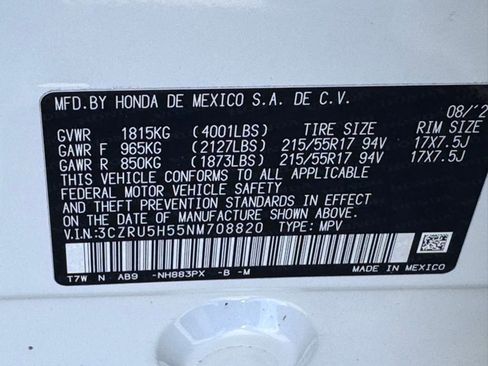 MFD.BY HONDA DE MEXICO S.A. DE C.V. 08/'2
GVWR 1815KG (4001LBS) TIRE SIZE RIM SIZE
GAWR F 965KG (2127LBS) 215/55R17 94V 17X7.5J
GAWR R 850KG (1873LBS) 215/55R17 94V 17X7.5J
THIS VEHICLE CONFORMS TO ALL APPLICABLE
FEDERAL MOTOR VEHICLE SAFETY
AND THEFT PREVENTION STANDARDS IN
EFFECT ON THE DATE OF MANUFACTURE
SHOWN ABOVE.
V.I.N:3CZRU5H55NM708820 TYPE: MPV
T7W N AB9 -NH883PX -B -M MADE IN MEXICO